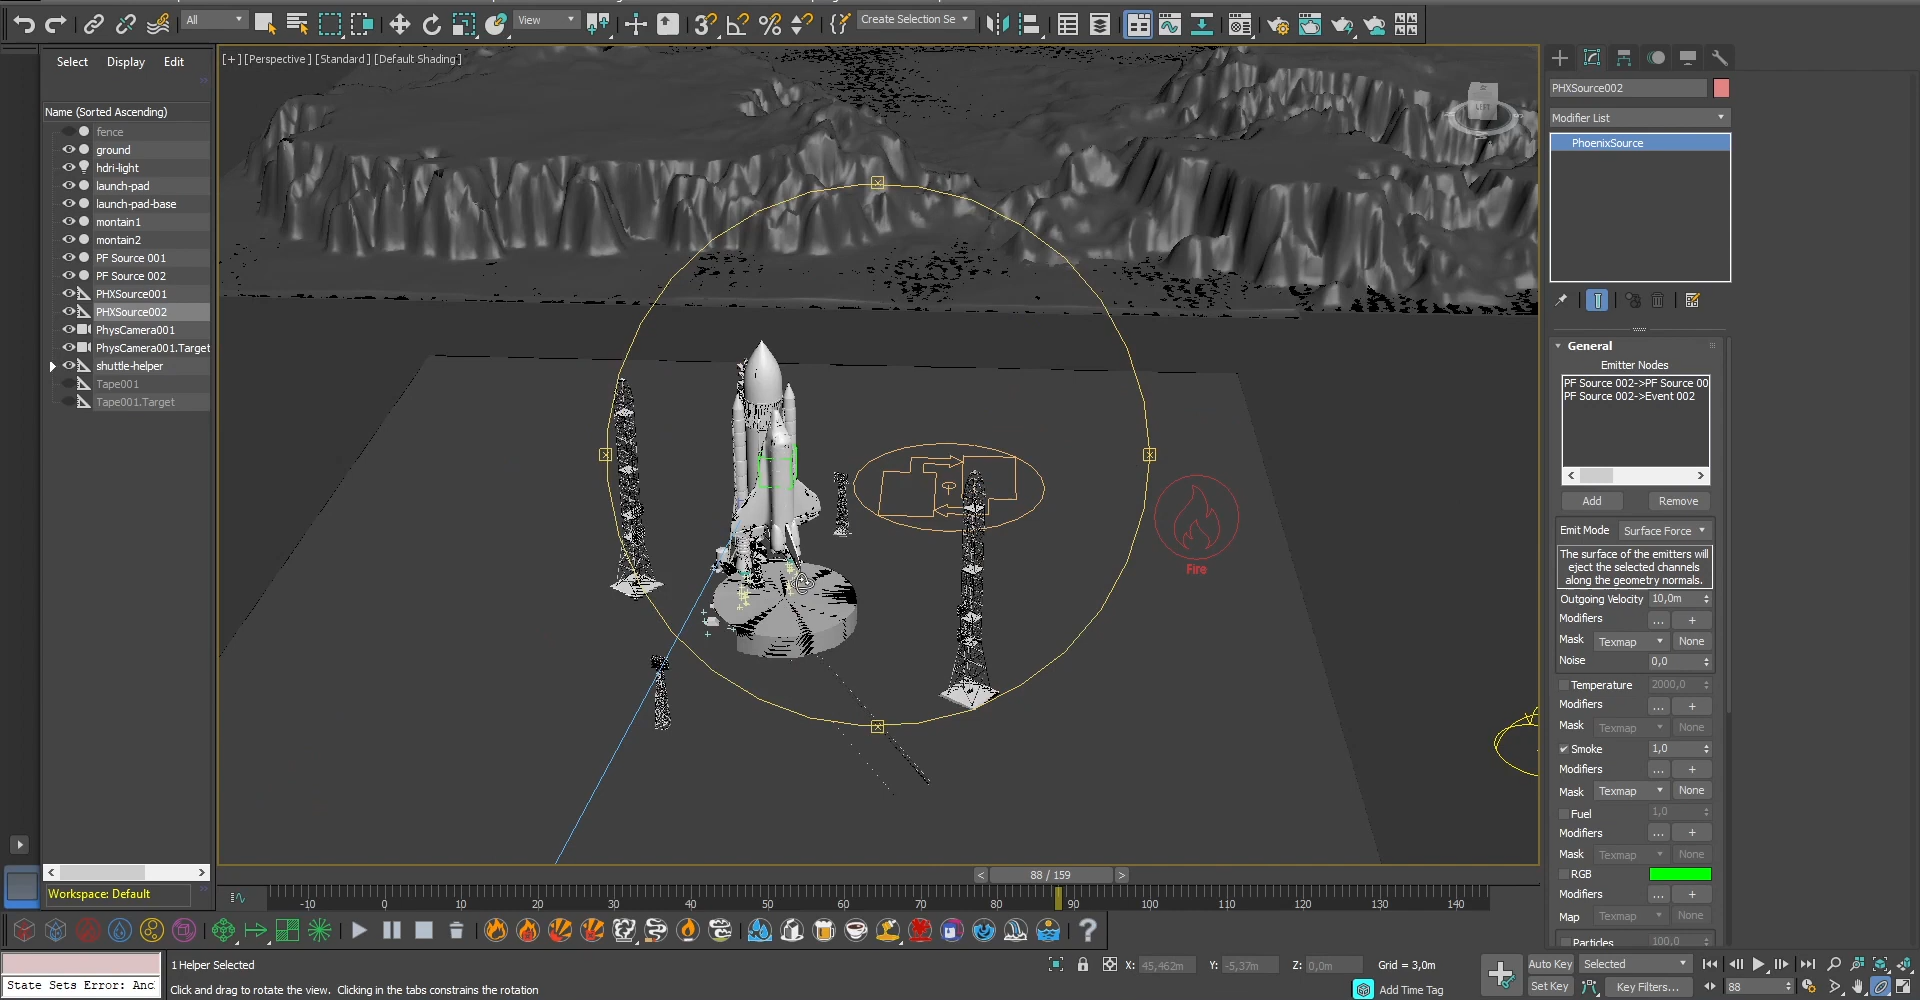 All
View
Create Selection Se
Select Display Edit
Name (Sorted Ascending)
fence
ground
hdri-light
launch-pad
launch-pad-base
montain1
montain2
PF Source 001
PF Source 002
PHXSource001
PHXSource002
PhysCamera001
PhysCamera001.Target
shuttle-helper
Tape001
Tape001.Target
Workspace: Default
[+] [Perspective ] [Standard ] [Default Shading ]
LEFT
Fire
< 88 / 159 >
-10 0 10 20 30 40 50 60 70 80 90 100 110 120 130 140
PHXSource002
Modifier List
PhoenixSource
General
Emitter Nodes
PF Source 002->PF Source 00
PF Source 002->Event 002
Add Remove
Emit Mode Surface Force
The surface of the emitters will
eject the selected channels
along the geometry normals.
Outgoing Velocity 10,0m
Modifiers ... +
Mask Texmap None
Noise 0,0
Temperature 2000,0
Modifiers ... +
Mask Texmap None
Smoke 1,0
Modifiers ... +
Mask Texmap None
Fuel 1,0
Modifiers ... +
Mask Texmap None
RGB
Modifiers ... +
Map Texmap None
Particles 100,0
State Sets Error: Anc
1 Helper Selected
Click and drag to rotate the view. Clicking in the tabs constrains the rotation
X: 45,462m Y: -5,37m Z: 0,0m Grid = 3,0m
Add Time Tag
Auto Key Selected
Set Key Key Filters...
88